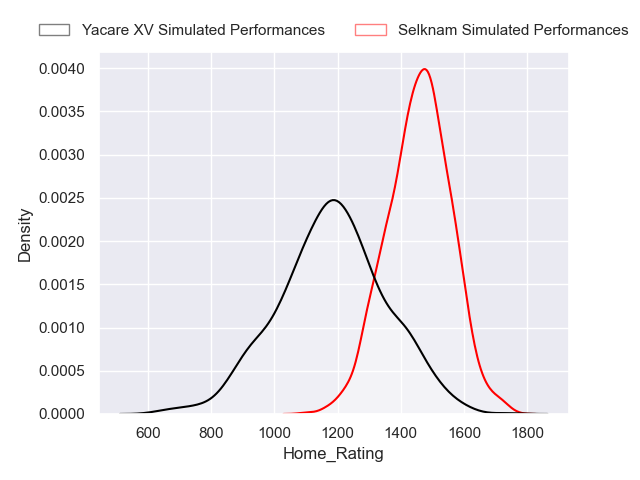 Yacare XV Simulated Performances Selknam Simulated Performances
0.0040
0.0035
0.0030
0.0025
0.0020
0.0015
0.0010
0.0005
0.0000
Density
600 800 1000 1200 1400 1600 1800
Home_Rating